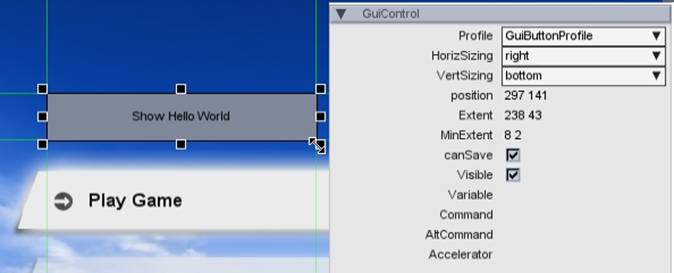 GuiControl
Profile GuiButtonProfile
HorizSizing right
VertSizing bottom
position 297 141
Extent 238 43
MinExtent 8 2
canSave
Visible
Variable
Command
AltCommand
Accelerator
Show Hello World
Play Game